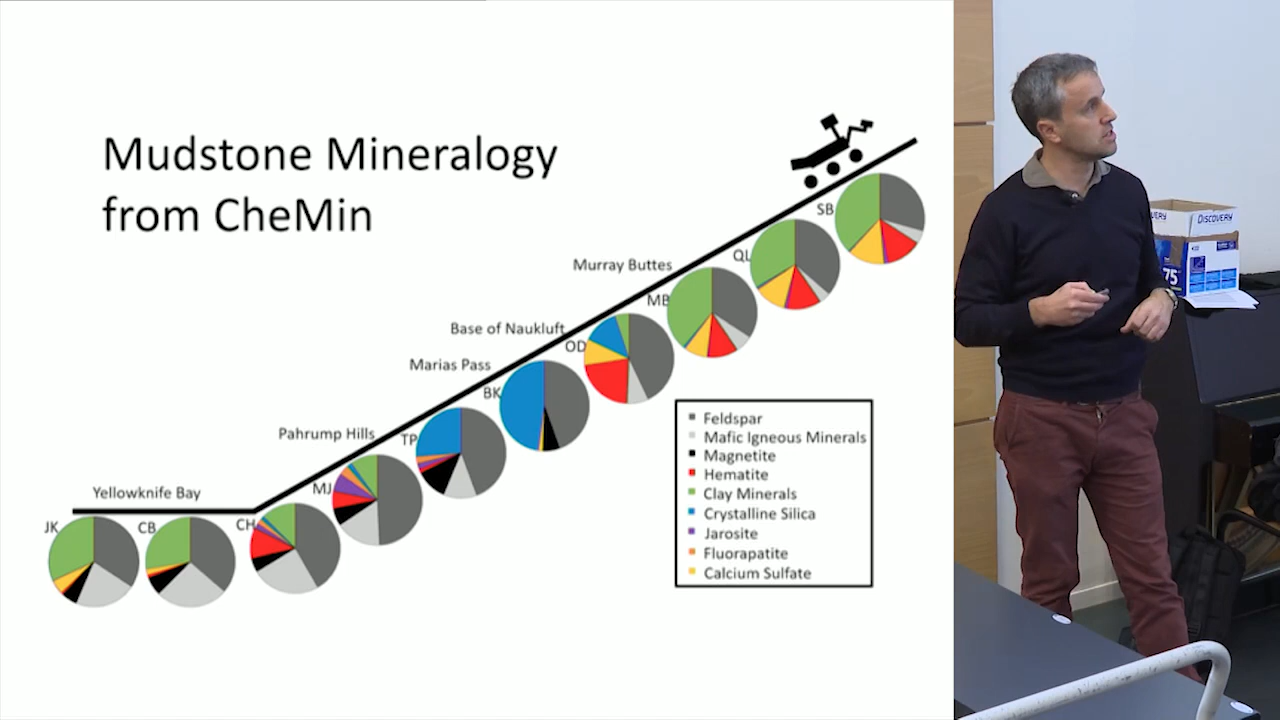 Mudstone Mineralogy
from CheMin
SB
QL
Murray Buttes
MB
Base of Naukluft
OD
Marias Pass
BK
Pahrump Hills
TP
MJ
Yellowknife Bay
JK
CB
CH
Feldspar
Mafic Igneous Minerals
Magnetite
Hematite
Clay Minerals
Crystalline Silica
Jarosite
Fluorapatite
Calcium Sulfate
VERY
DISCOVERY
75